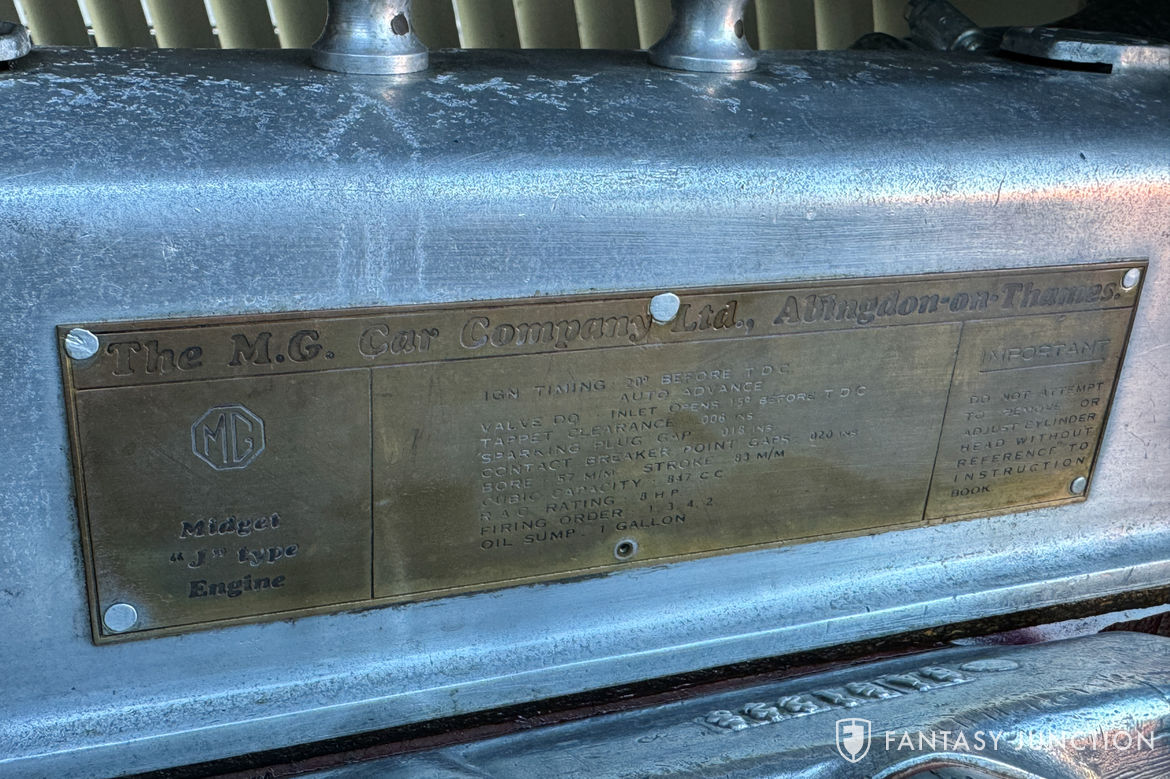 The M.G. Car Company Ltd., Abingdon-on-Thames.
MG
Midget
"J" type
Engine
IGN TIMING 20° BEFORE T D C
AUTO ADVANCE
VALVE DO INLET OPENS 15° BEFORE T D C
TAPPET CLEARANCE .006 INS
SPARKING PLUG GAP .018 INS
CONTACT BREAKER POINT GAPS .020 INS
BORE 57 M/M STROKE 83 M/M
CUBIC CAPACITY 847 C C
R.A.C RATING 8 H P
FIRING ORDER 1, 3, 4, 2
OIL SUMP. 1 GALLON
IMPORTANT
DO NOT ATTEMPT
TO REMOVE OR
ADJUST CYLINDER
HEAD WITHOUT
REFERENCE TO
INSTRUCTION
BOOK
FANTASY JUNCTION